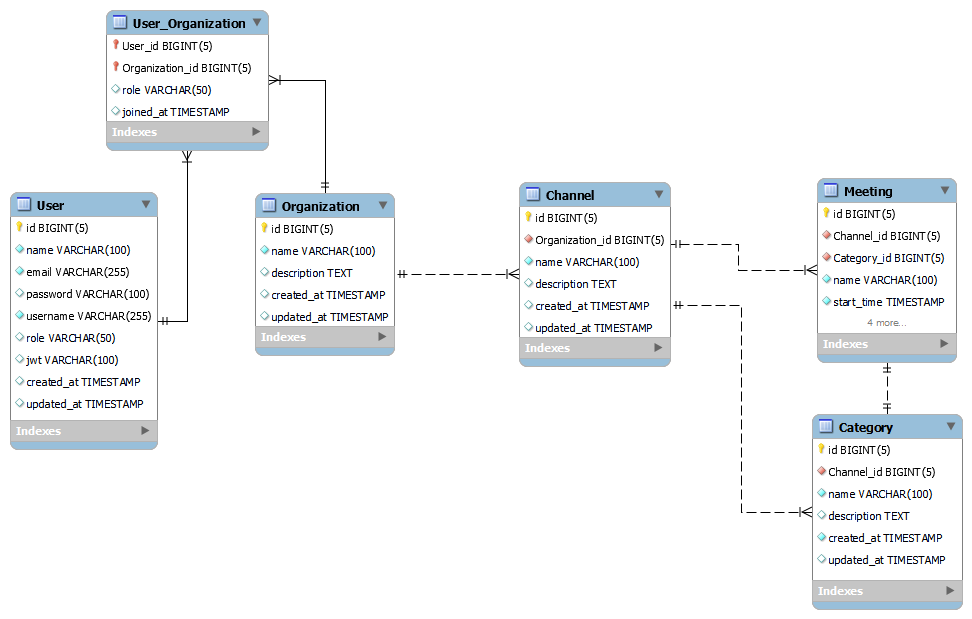 User_Organization
User_id BIGINT(5)
Organization_id BIGINT(5)
role VARCHAR(50)
joined_at TIMESTAMP
Indexes
User
id BIGINT(5)
name VARCHAR(100)
email VARCHAR(255)
password VARCHAR(100)
username VARCHAR(255)
role VARCHAR(50)
jwt VARCHAR(100)
created_at TIMESTAMP
updated_at TIMESTAMP
Indexes
Organization
id BIGINT(5)
name VARCHAR(100)
description TEXT
created_at TIMESTAMP
updated_at TIMESTAMP
Indexes
Channel
id BIGINT(5)
Organization_id BIGINT(5)
name VARCHAR(100)
description TEXT
created_at TIMESTAMP
updated_at TIMESTAMP
Indexes
Meeting
id BIGINT(5)
Channel_id BIGINT(5)
Category_id BIGINT(5)
name VARCHAR(100)
start_time TIMESTAMP
4 more...
Indexes
Category
id BIGINT(5)
Channel_id BIGINT(5)
name VARCHAR(100)
description TEXT
created_at TIMESTAMP
updated_at TIMESTAMP
Indexes